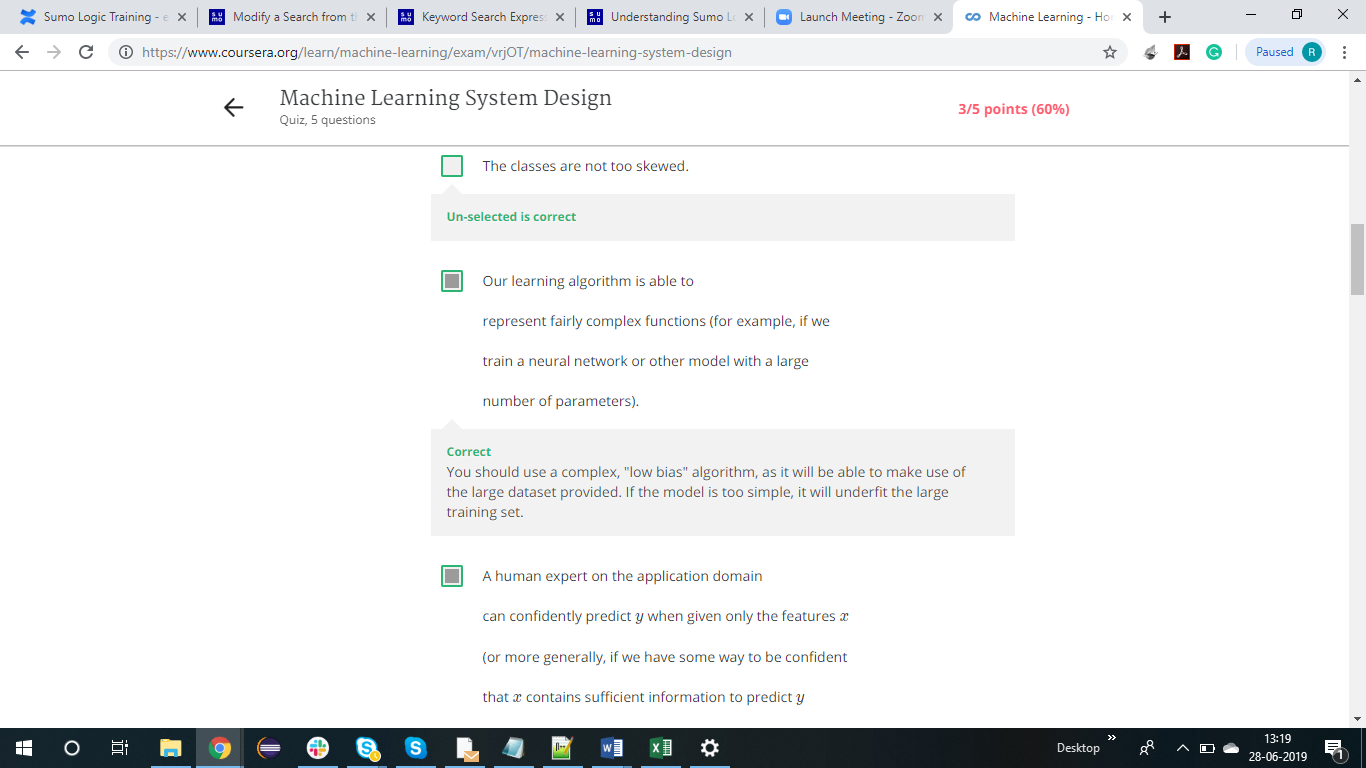 Sumo Logic Training - e
Modify a Search from th
Keyword Search Express
Understanding Sumo Lo
Launch Meeting - Zoom
Machine Learning - Hom
https://www.coursera.org/learn/machine-learning/exam/vrjOT/machine-learning-system-design
Paused
R
Machine Learning System Design
Quiz, 5 questions
3/5 points (60%)
The classes are not too skewed.
Un-selected is correct
Our learning algorithm is able to
represent fairly complex functions (for example, if we
train a neural network or other model with a large
number of parameters).
Correct
You should use a complex, "low bias" algorithm, as it will be able to make use of
the large dataset provided. If the model is too simple, it will underfit the large
training set.
A human expert on the application domain
can confidently predict y when given only the features x
(or more generally, if we have some way to be confident
that x contains sufficient information to predict y
Desktop
13:19
28-06-2019
1